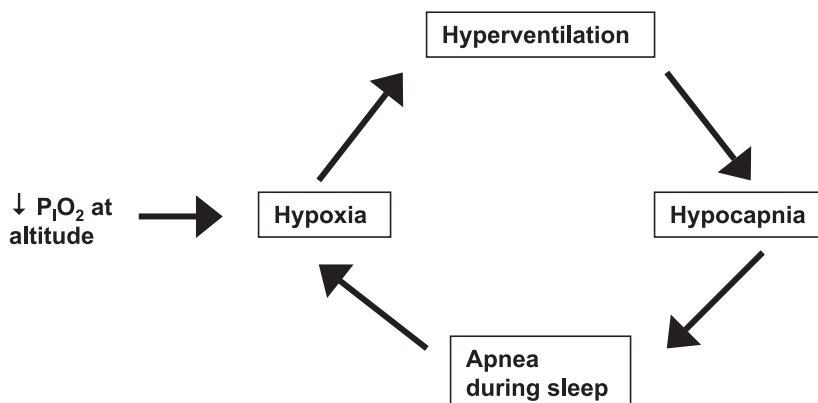 Hyperventilation
↓ PIO2 at
altitude
Hypoxia
Hypocapnia
Apnea
during sleep